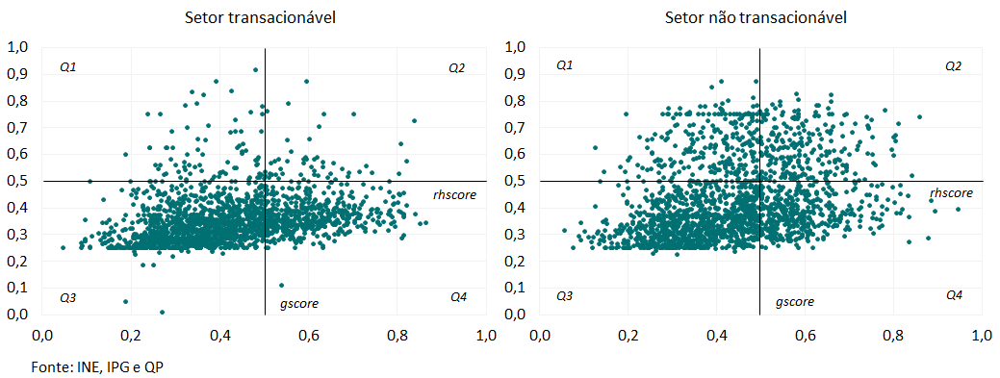 Setor transacionável
Setor não transacionável
1,0
0,9
0,8
0,7
0,6
0,5
0,4
0,3
0,2
0,1
0,0
Q1
Q2
rhscore
Q3
gscore
Q4
0,0
0,2
0,4
0,6
0,8
1,0
1,0
0,9
0,8
0,7
0,6
0,5
0,4
0,3
0,2
0,1
0,0
Q1
Q2
rhscore
Q3
gscore
Q4
0,0
0,2
0,4
0,6
0,8
1,0
Fonte: INE, IPG e QP